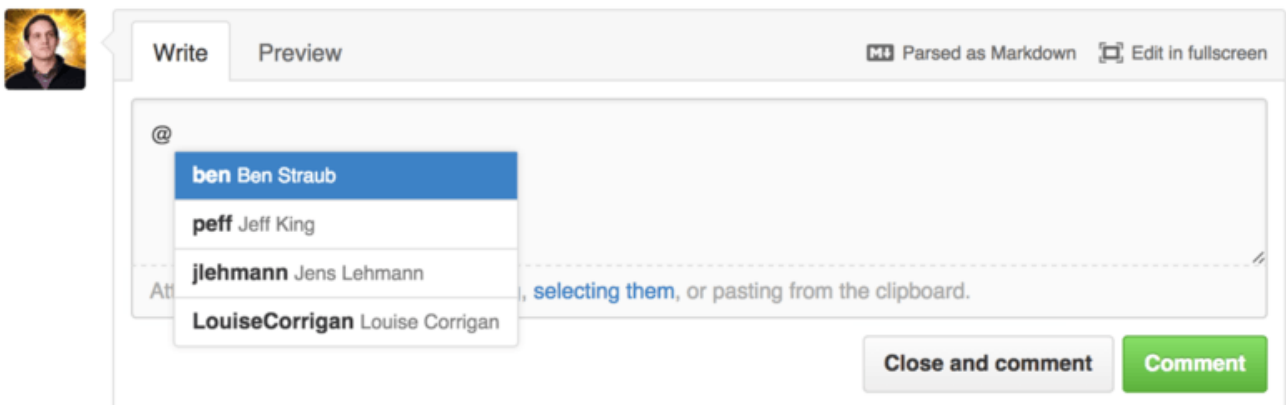 Write Preview Parsed as Markdown Edit in fullscreen
@
ben Ben Straub
peff Jeff King
jlehmann Jens Lehmann
selecting them, or pasting from the clipboard.
LouiseCorrigan Louise Corrigan
Close and comment Comment